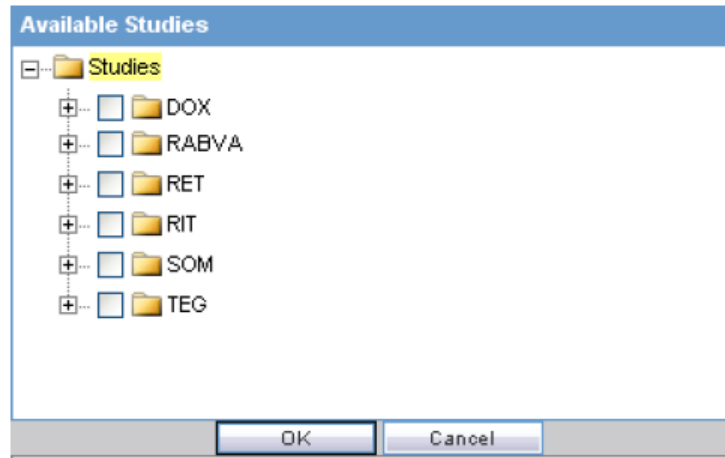 Available Studies
Studies
DOX
RABVA
RET
RIT
SOM
TEG
OK Cancel